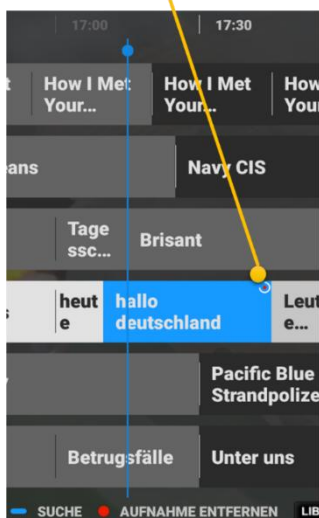 17:00 17:30
How I Met
Your...
How I Met
Your...
How
You
ans
Navy CIS
Tage
ssc...
Brisant
heut
e
hallo
deutschland
Leut
e...
Pacific Blue
Strandpolize
Betrugsfälle
Unter uns
SUCHE AUFNAHME ENTFERNEN LIB